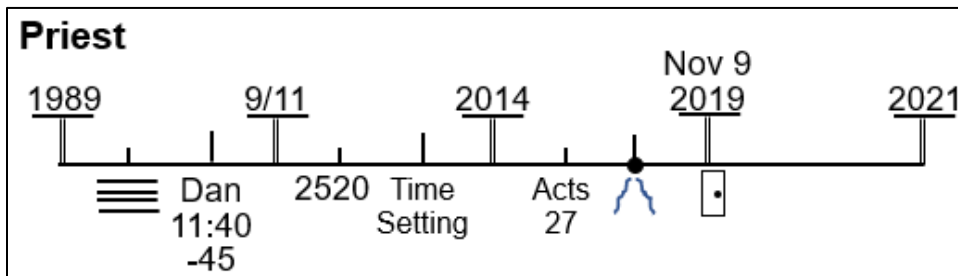 Priest
Nov 9
1989 9/11 2014 2019 2021
Dan 2520 Time Acts
11:40 Setting 27
-45